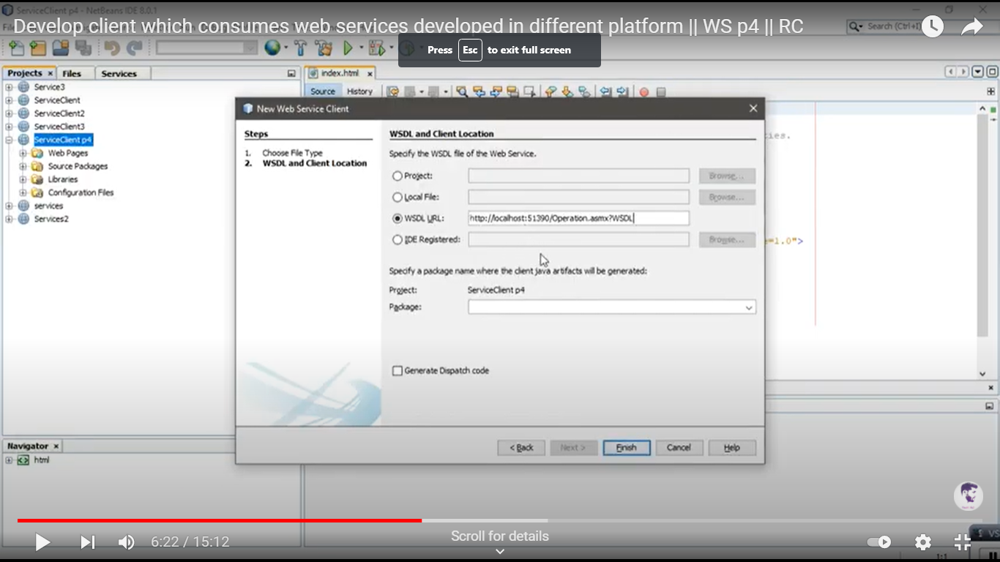 ServiceClient p4 - NetBeans IDE 8.0.1
Develop client which consumes web services developed in different platform || WS p4 || RC
Search (Ctrl+I)
Press Esc to exit full screen
Projects Files Services
index.html
Source History
Service3
ServiceClient
ServiceClient2
ServiceClient3
ServiceClient p4
Web Pages
Source Packages
Libraries
Configuration Files
services
Services2
New Web Service Client
Steps
1. Choose File Type
2. WSDL and Client Location
WSDL and Client Location
Specify the WSDL file of the Web Service.
Project: Browse...
Local File: Browse...
WSDL URL: http://localhost:51390/Operation.asmx?WSDL
IDE Registered: Browse...
Specify a package name where the client java artifacts will be generated:
Project: ServiceClient p4
Package:
Generate Dispatch code
< Back Next > Finish Cancel Help
ies.
=1.0">
Navigator
html
6:22 / 15:12
Scroll for details
VS
1:1